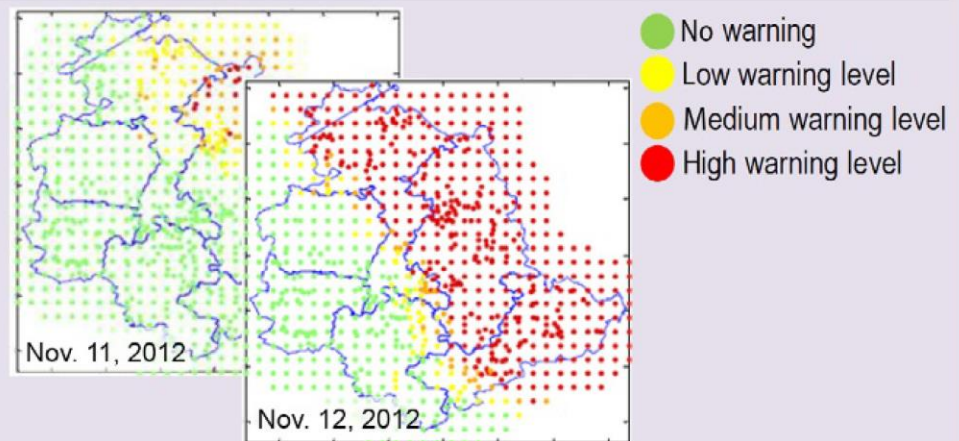 No warning
Low warning level
Medium warning level
High warning level
Nov. 11, 2012
Nov. 12, 2012